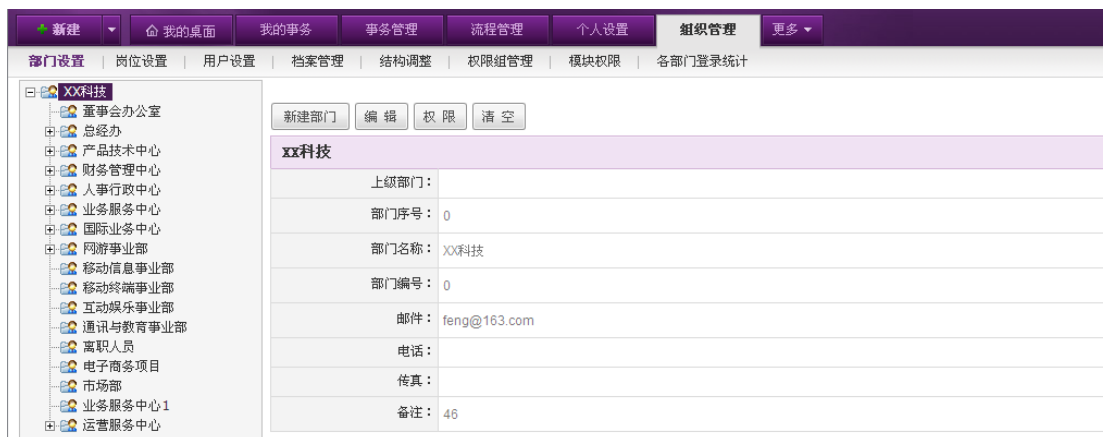 新建 我的桌面 我的事务 事务管理 流程管理 个人设置 组织管理 更多
部门设置 | 岗位设置 | 用户设置 | 档案管理 | 结构调整 | 权限组管理 | 模块权限 | 各部门登录统计
XX科技
董事会办公室
总经办
产品技术中心
财务管理中心
人事行政中心
业务服务中心
国际业务中心
网游事业部
移动信息事业部
移动终端事业部
互动娱乐事业部
通讯与教育事业部
离职人员
电子商务项目
市场部
业务服务中心1
运营服务中心
新建部门 编 辑 权 限 清 空
xx科技
上级部门：
部门序号： 0
部门名称： XX科技
部门编号： 0
邮件： feng@163.com
电话：
传真：
备注： 46